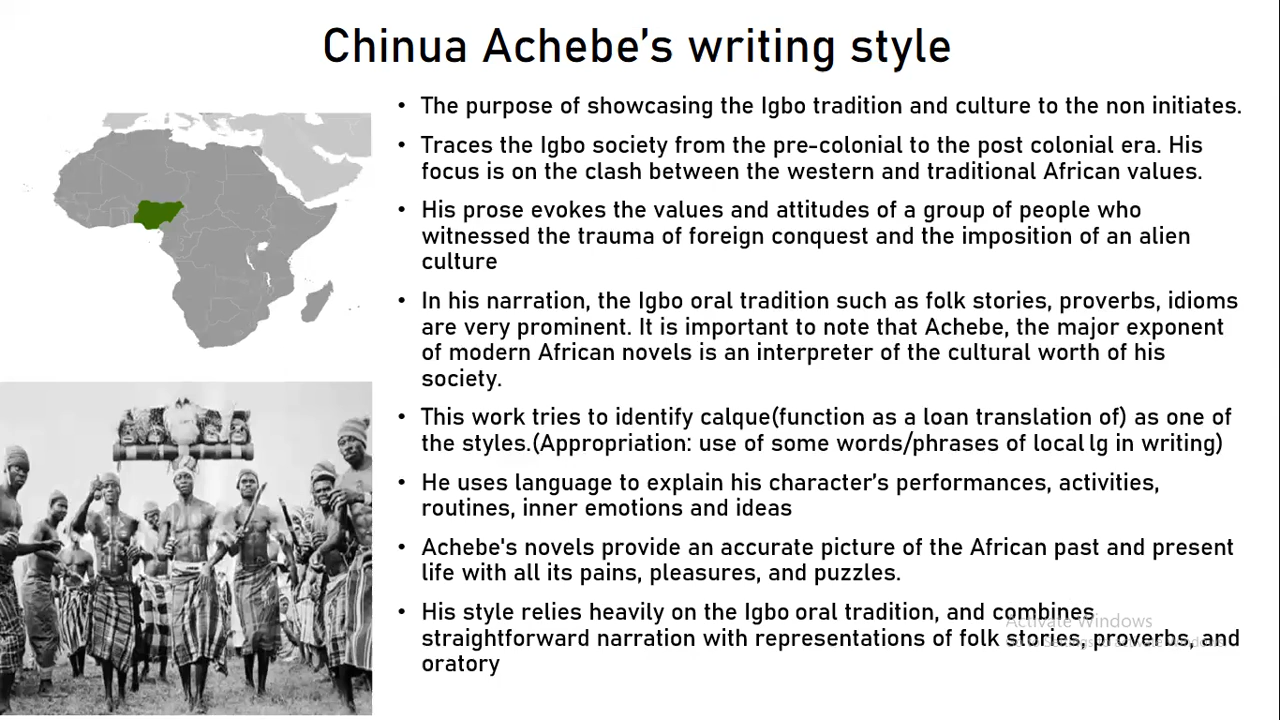 Chinua Achebe's writing style
• The purpose of showcasing the Igbo tradition and culture to the non initiates.
• Traces the Igbo society from the pre-colonial to the post colonial era. His
focus is on the clash between the western and traditional African values.
• His prose evokes the values and attitudes of a group of people who
witnessed the trauma of foreign conquest and the imposition of an alien
culture
• In his narration, the Igbo oral tradition such as folk stories, proverbs, idioms
are very prominent. It is important to note that Achebe, the major exponent
of modern African novels is an interpreter of the cultural worth of his
society.
• This work tries to identify calque(function as a loan translation of) as one of
the styles.(Appropriation: use of some words/phrases of local lg in writing)
• He uses language to explain his character's performances, activities,
routines, inner emotions and ideas
• Achebe's novels provide an accurate picture of the African past and present
life with all its pains, pleasures, and puzzles.
• His style relies heavily on the Igbo oral tradition, and combines
straightforward narration with representations of folk stories, proverbs, and
oratory
Activate Windows
Go to Settings to activate Windows.